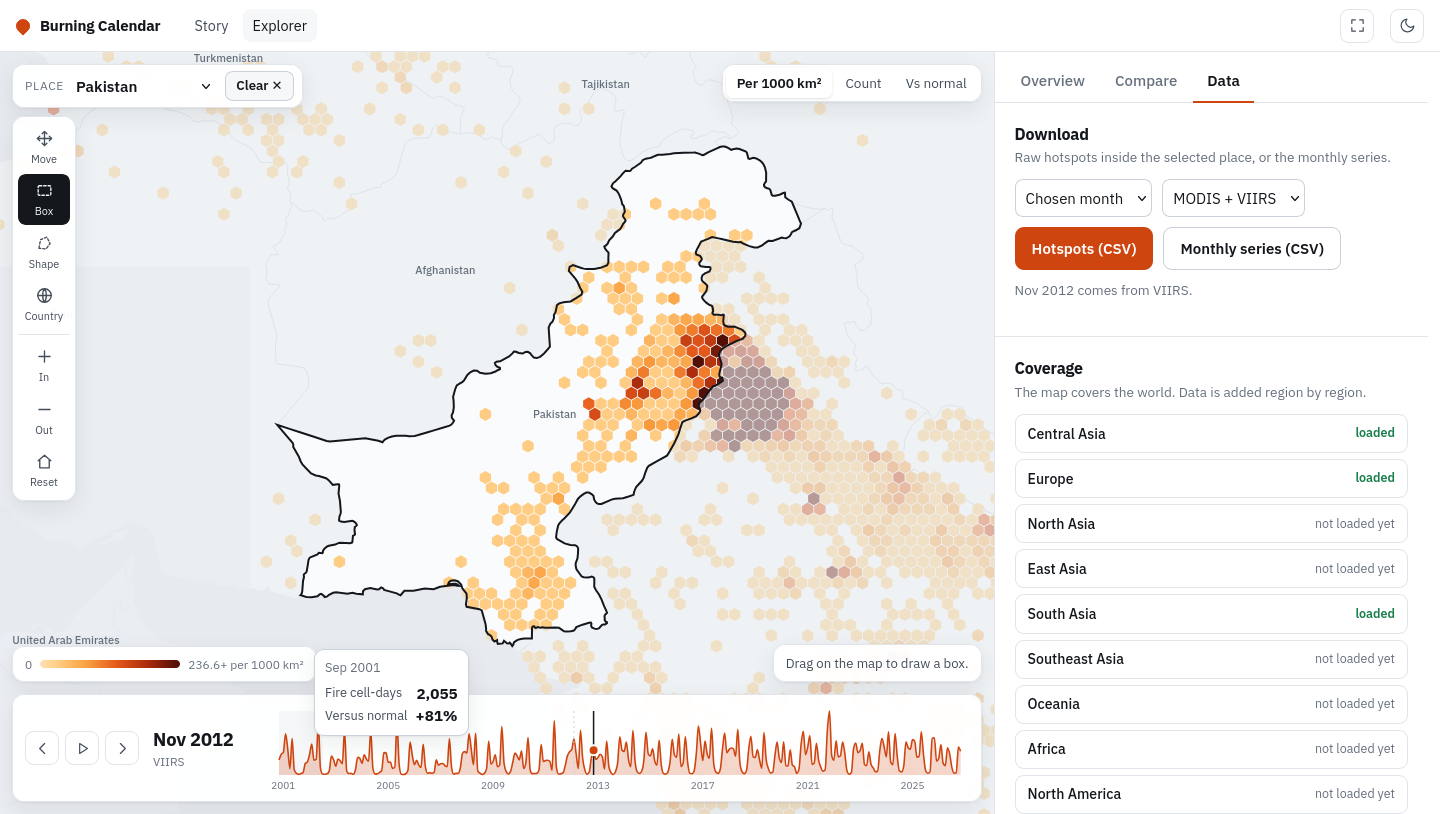 Burning Calendar
Story
Explorer
Turkmenistan
PLACE Pakistan Clear ✕
Tajikistan
Per 1000 km² Count Vs normal
Move
Box
Shape
Country
In
Out
Reset
Afghanistan
Pakistan
United Arab Emirates
0 236.6+ per 1000 km²
Sep 2001
Fire cell-days 2,055
Versus normal +81%
Drag on the map to draw a box.
Nov 2012
VIIRS
2001 2005 2009 2013 2017 2021 2025
Overview Compare Data
Download
Raw hotspots inside the selected place, or the monthly series.
Chosen month MODIS + VIIRS
Hotspots (CSV) Monthly series (CSV)
Nov 2012 comes from VIIRS.
Coverage
The map covers the world. Data is added region by region.
Central Asia loaded
Europe loaded
North Asia not loaded yet
East Asia not loaded yet
South Asia loaded
Southeast Asia not loaded yet
Oceania not loaded yet
Africa not loaded yet
North America not loaded yet